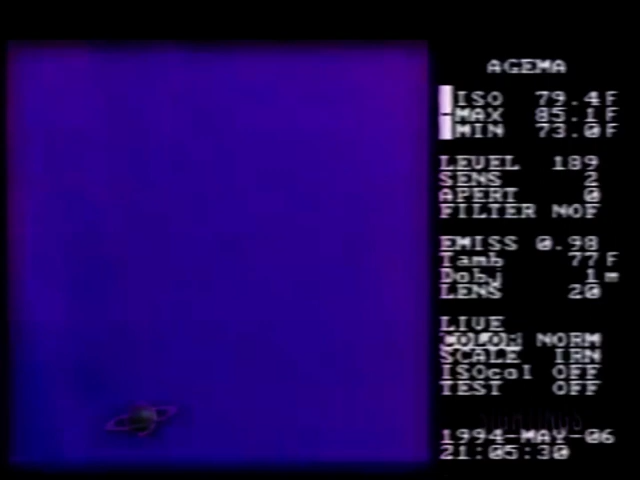 AGEMA
ISO 79.4F
MAX 85.1F
MIN 73.0F
LEVEL 189
SENS 2
APERT 0
FILTER NOF
EMISS 0.98
Tamb 77F
Dobj 1m
LENS 20
LIVE
COLOR NORM
SCALE IRN
ISOcol OFF
TEST OFF
1994-MAY-06
21:05:30